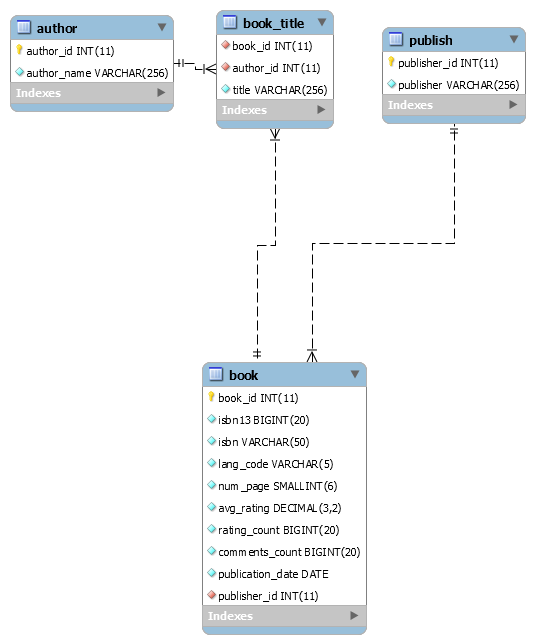 author
author_id INT(11)
author_name VARCHAR(256)
Indexes
book_title
book_id INT(11)
author_id INT(11)
title VARCHAR(256)
Indexes
publish
publisher_id INT(11)
publisher VARCHAR(256)
Indexes
book
book_id INT(11)
isbn13 BIGINT(20)
isbn VARCHAR(50)
lang_code VARCHAR(5)
num_page SMALLINT(6)
avg_rating DECIMAL(3,2)
rating_count BIGINT(20)
comments_count BIGINT(20)
publication_date DATE
publisher_id INT(11)
Indexes